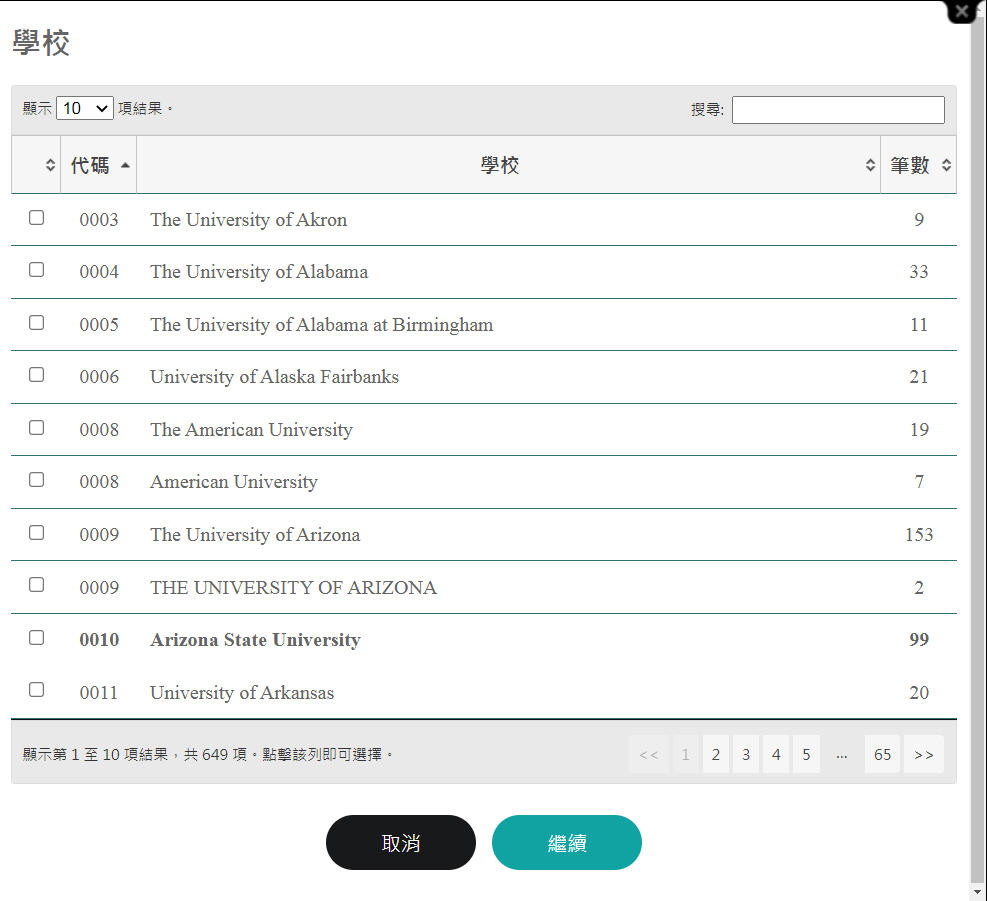 學校
顯示 10 項結果。 搜尋:
代碼 學校 筆數
0003 The University of Akron 9
0004 The University of Alabama 33
0005 The University of Alabama at Birmingham 11
0006 University of Alaska Fairbanks 21
0008 The American University 19
0008 American University 7
0009 The University of Arizona 153
0009 THE UNIVERSITY OF ARIZONA 2
0010 Arizona State University 99
0011 University of Arkansas 20
顯示第 1 至 10 項結果，共 649 項。點擊該列即可選擇。 << 1 2 3 4 5 ... 65 >>
取消 繼續